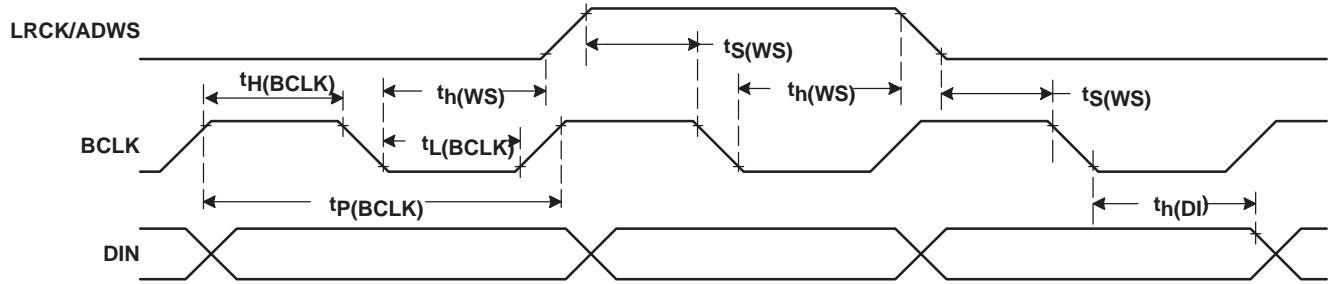 LRCK/ADWS
tS(WS)
tH(BCLK)
th(WS)
th(WS)
tS(WS)
BCLK
tL(BCLK)
tP(BCLK)
th(DI)
DIN